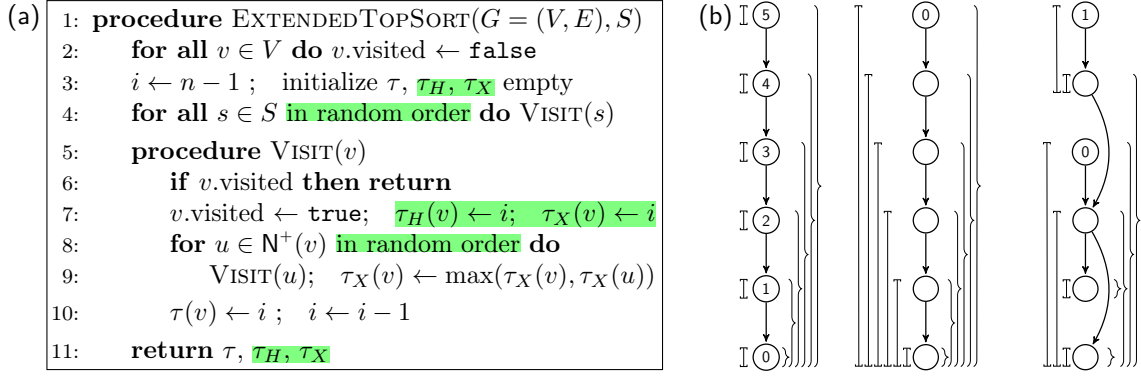 (a)
1: procedure EXTENDEDTOPSORT(G = (V, E), S)
2: for all v ∈ V do v.visited ← false
3: i ← n − 1 ; initialize τ, τ_H, τ_X empty
4: for all s ∈ S in random order do VISIT(s)
5: procedure VISIT(v)
6: if v.visited then return
7: v.visited ← true; τ_H(v) ← i; τ_X(v) ← i
8: for u ∈ N⁺(v) in random order do
9: VISIT(u); τ_X(v) ← max(τ_X(v), τ_X(u))
10: τ(v) ← i ; i ← i − 1
11: return τ, τ_H, τ_X
(b)
5 0 1
4
3 0
2
1
0